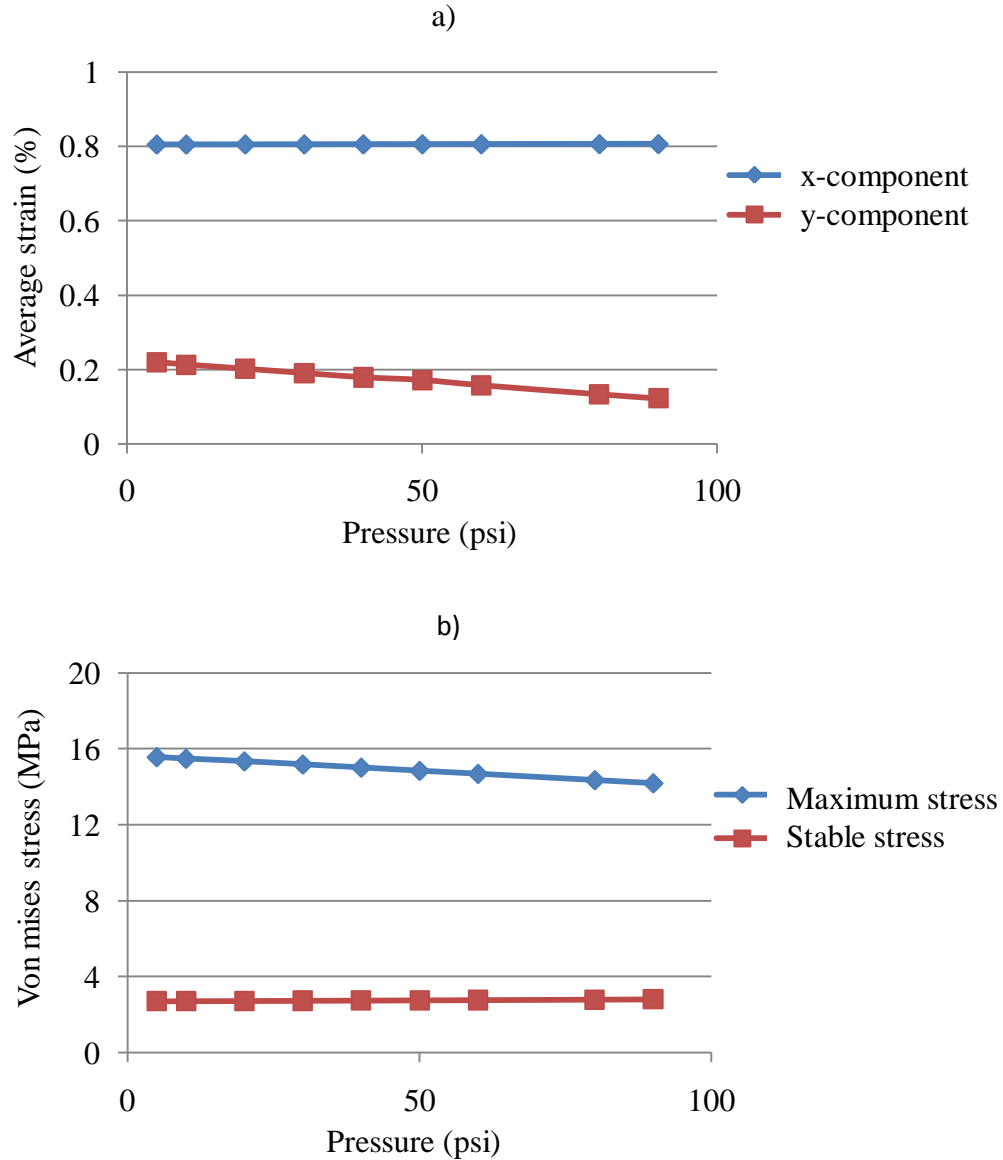 a)
1
0.8
0.6
0.4
0.2
0
0 50 100
Average strain (%)
Pressure (psi)
x-component
y-component
b)
20
16
12
8
4
0
0 50 100
Von mises stress (MPa)
Pressure (psi)
Maximum stress
Stable stress